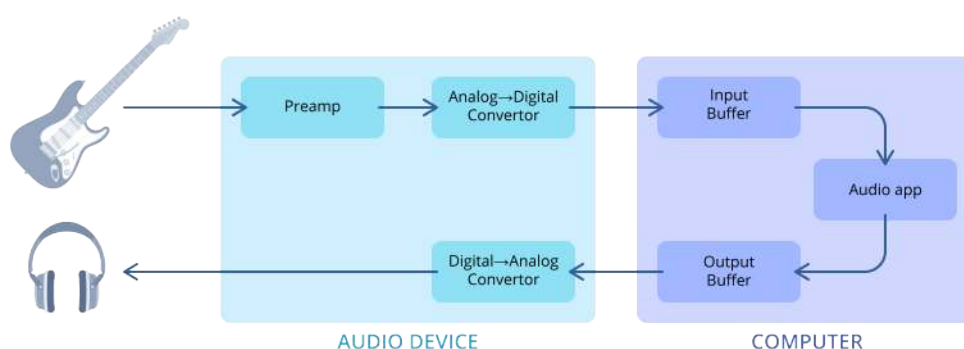 Preamp
Analog→Digital
Convertor
Input
Buffer
Audio app
Digital→Analog
Convertor
Output
Buffer
AUDIO DEVICE
COMPUTER